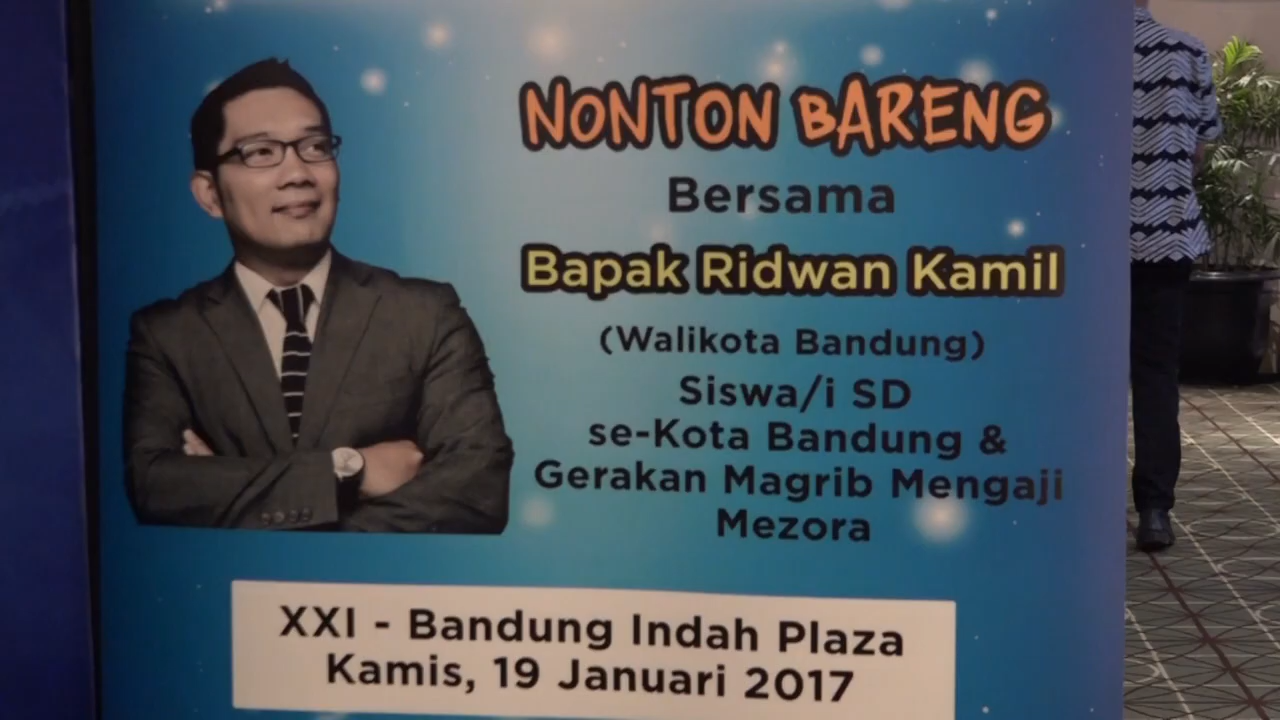 NONTON BARENG
Bersama
Bapak Ridwan Kamil
(Walikota Bandung)
Siswa/i SD
se-Kota Bandung &
Gerakan Magrib Mengaji
Mezora
XXI - Bandung Indah Plaza
Kamis, 19 Januari 2017